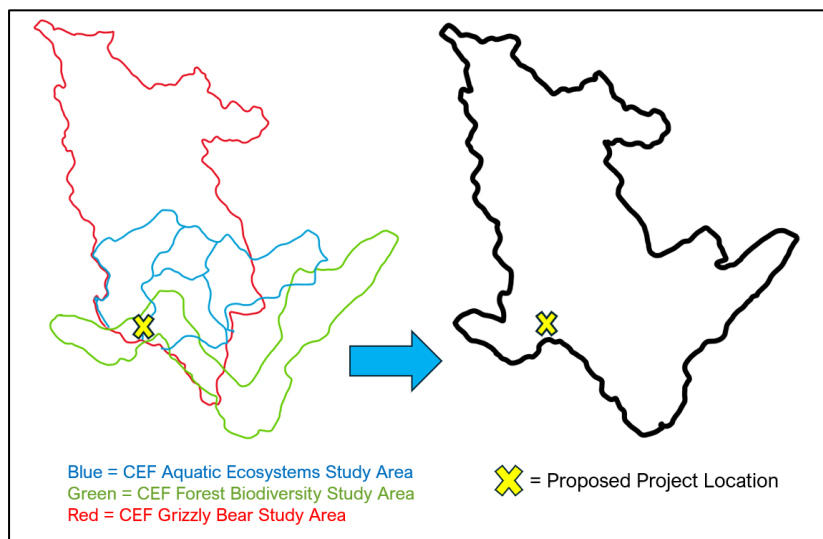 Blue = CEF Aquatic Ecosystems Study Area
Green = CEF Forest Biodiversity Study Area
Red = CEF Grizzly Bear Study Area
= Proposed Project Location